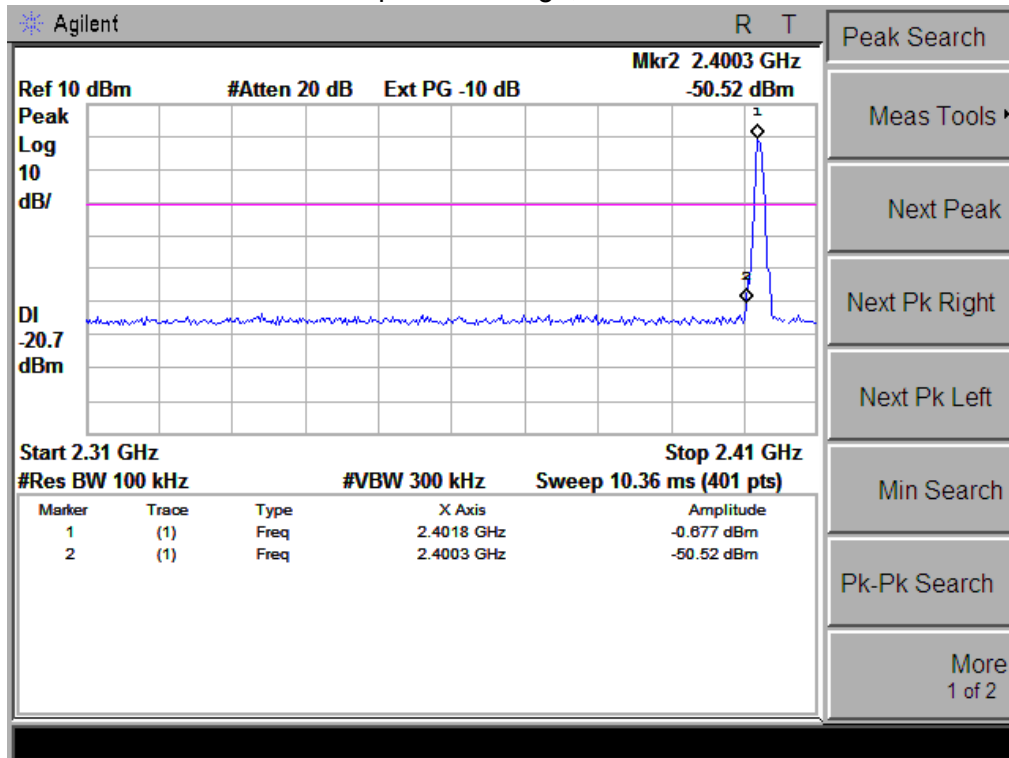 Agilent R T
Mkr2 2.4003 GHz
Ref 10 dBm #Atten 20 dB Ext PG -10 dB -50.52 dBm
Peak
Log
10
dB/
1
2
DI
-20.7
dBm
Start 2.31 GHz Stop 2.41 GHz
#Res BW 100 kHz #VBW 300 kHz Sweep 10.36 ms (401 pts)
Marker Trace Type X Axis Amplitude
1 (1) Freq 2.4018 GHz -0.677 dBm
2 (1) Freq 2.4003 GHz -50.52 dBm
Peak Search
Meas Tools
Next Peak
Next Pk Right
Next Pk Left
Min Search
Pk-Pk Search
More
1 of 2